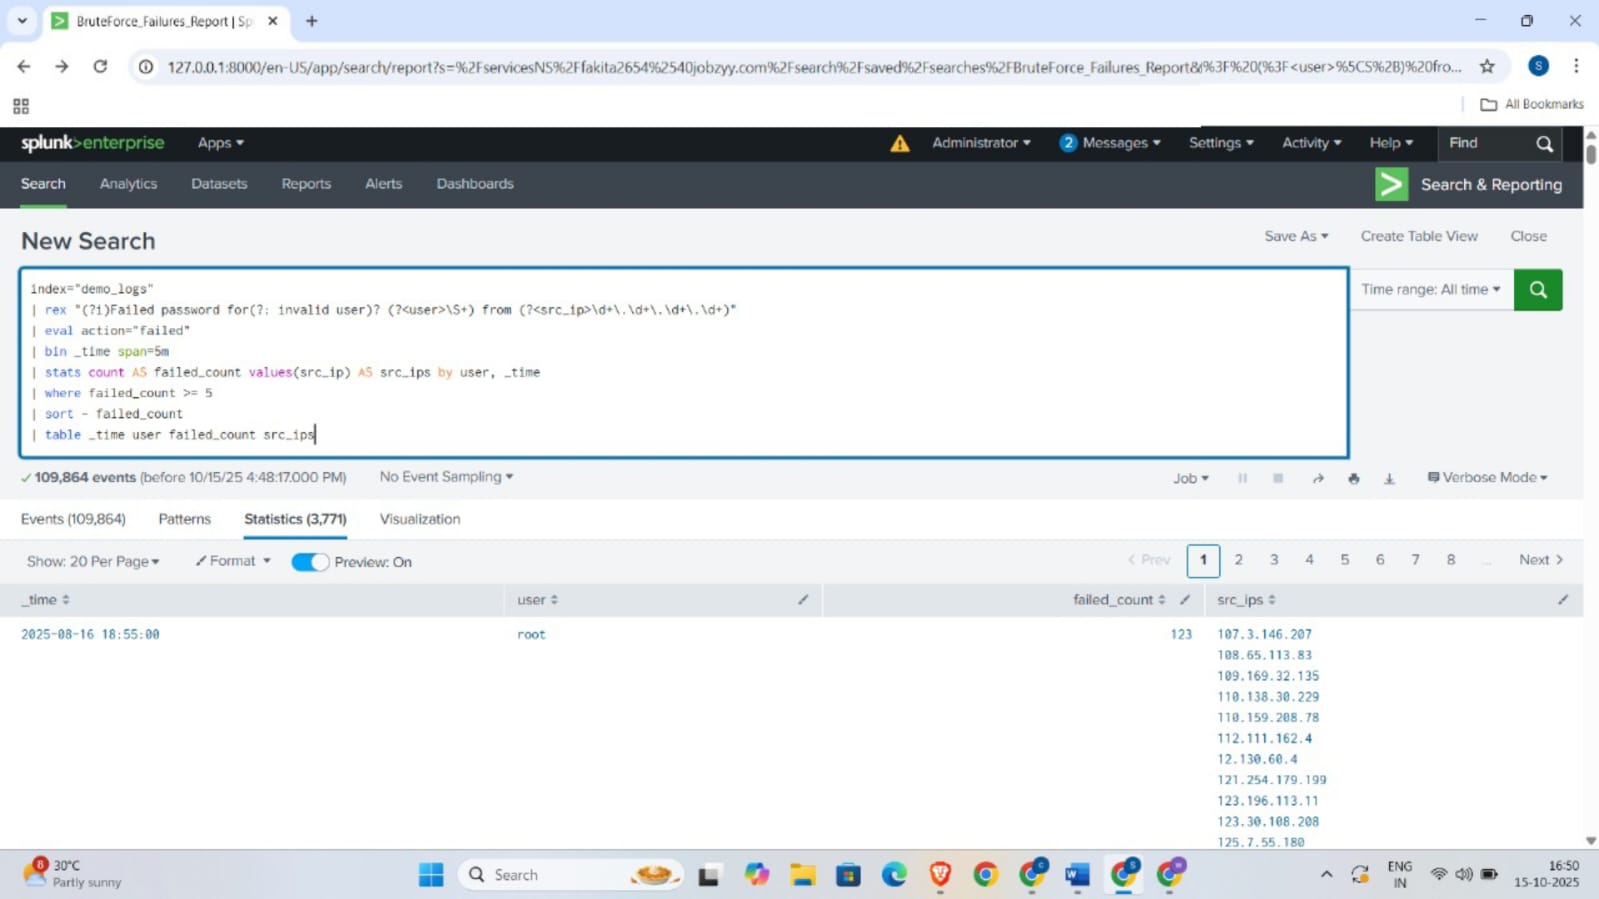 BruteForce_Failures_Report | Sp
127.0.0.1:8000/en-US/app/search/report?s=%2FservicesNS%2Ffakita2654%2540jobzyy.com%2Fsearch%2Fsaved%2Fsearches%2FBruteForce_Failures_Report&i%3F%20(%3F<user>%5CS%2B)%20fro...
S
All Bookmarks
splunk>enterprise Apps Administrator 2 Messages Settings Activity Help Find
Search Analytics Datasets Reports Alerts Dashboards Search & Reporting
New Search
Save As Create Table View Close
index="demo_logs"
| rex "(?i)Failed password for(?: invalid user)? (?<user>\S+) from (?<src_ip>\d+\.\d+\.\d+\.\d+)"
| eval action="failed"
| bin _time span=5m
| stats count AS failed_count values(src_ip) AS src_ips by user, _time
| where failed_count >= 5
| sort - failed_count
| table _time user failed_count src_ips
Time range: All time
109,864 events (before 10/15/25 4:48:17.000 PM) No Event Sampling Job Verbose Mode
Events (109,864) Patterns Statistics (3,771) Visualization
Show: 20 Per Page Format Preview: On < Prev 1 2 3 4 5 6 7 8 ... Next >
_time user failed_count src_ips
2025-08-16 18:55:00 root 123 107.3.146.207
108.65.113.83
109.169.32.135
110.138.30.229
110.159.208.78
112.111.162.4
12.130.60.4
121.254.179.199
123.196.113.11
123.30.108.208
125.7.55.180
8 30°C
Partly sunny
Search
ENG
IN
16:50
15-10-2025